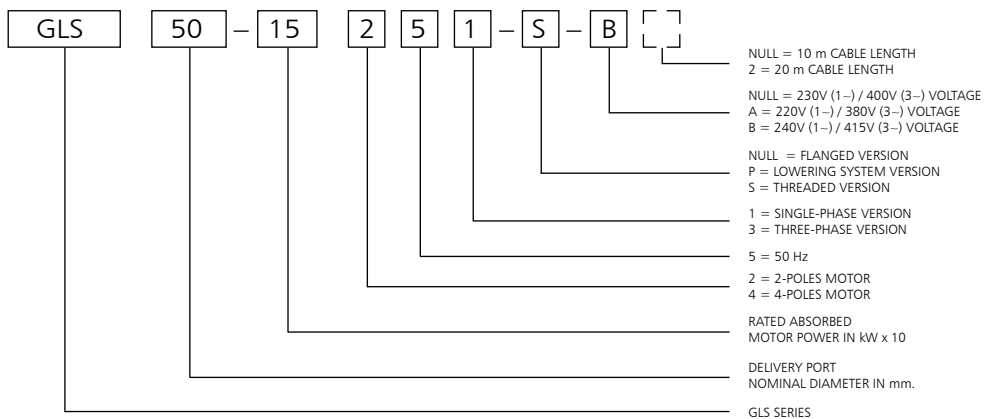 GLS 50 – 15 2 5 1 – S – B
NULL = 10 m CABLE LENGTH
2 = 20 m CABLE LENGTH
NULL = 230V (1~) / 400V (3~) VOLTAGE
A = 220V (1~) / 380V (3~) VOLTAGE
B = 240V (1~) / 415V (3~) VOLTAGE
NULL = FLANGED VERSION
P = LOWERING SYSTEM VERSION
S = THREADED VERSION
1 = SINGLE-PHASE VERSION
3 = THREE-PHASE VERSION
5 = 50 Hz
2 = 2-POLES MOTOR
4 = 4-POLES MOTOR
RATED ABSORBED
MOTOR POWER IN kW x 10
DELIVERY PORT
NOMINAL DIAMETER IN mm.
GLS SERIES